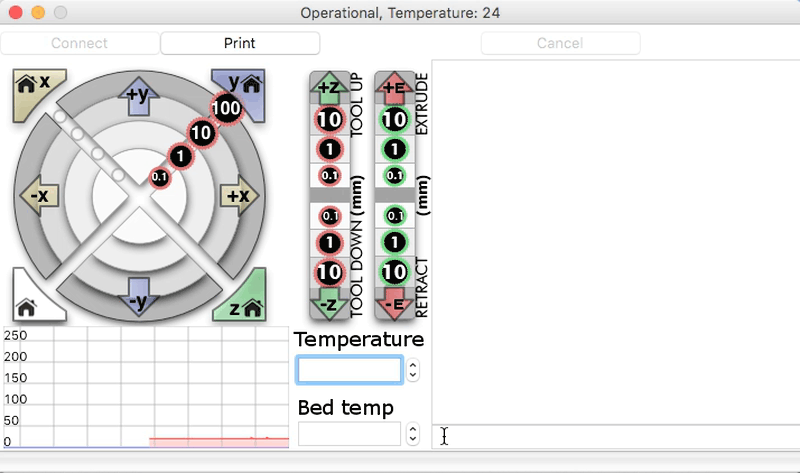 Operational, Temperature: 24
Connect
Print
Cancel
x
+y
y
100
10
1
0.1
-x
+x
-y
z
+Z
10
1
0.1
0.1
1
10
-Z
TOOL UP
TOOL DOWN (mm)
+E
10
1
0.1
0.1
1
10
-E
EXTRUDE
RETRACT
(mm)
250
200
150
100
50
0
Temperature
Bed temp